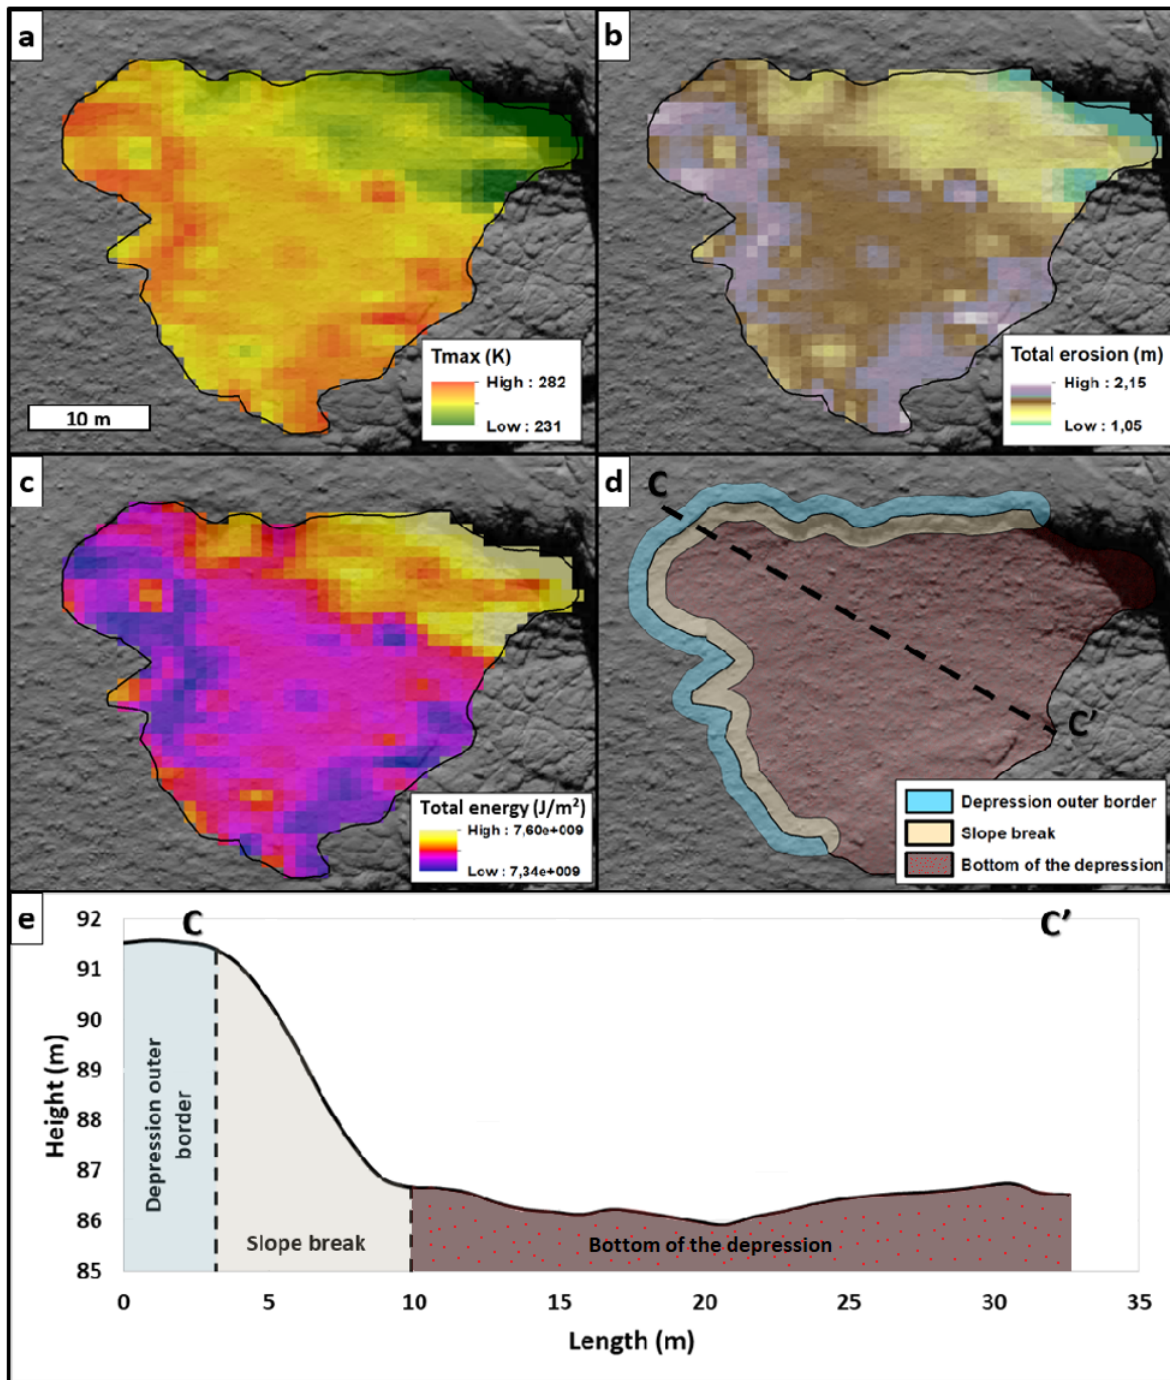 a
Tmax (K)
High : 282
Low : 231
10 m
b
Total erosion (m)
High : 2,15
Low : 1,05
c
Total energy (J/m²)
High : 7,60e+009
Low : 7,34e+009
d
C
C'
Depression outer border
Slope break
Bottom of the depression
e
C
C'
Height (m)
92
91
90
89
88
87
86
85
Depression outer
border
Slope break
Bottom of the depression
0 5 10 15 20 25 30 35
Length (m)